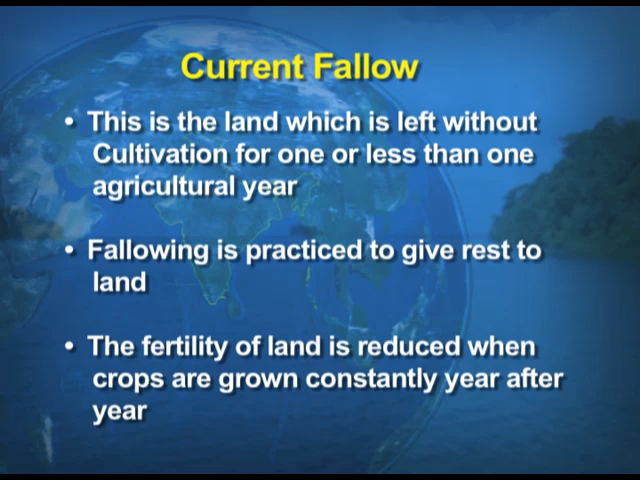 Current Fallow
• This is the land which is left without
Cultivation for one or less than one
agricultural year
• Fallowing is practiced to give rest to
land
• The fertility of land is reduced when
crops are grown constantly year after
year